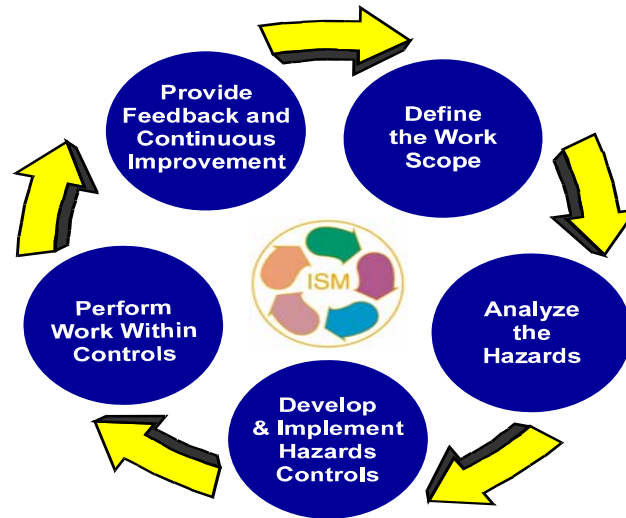 Provide
Feedback and
Continuous
Improvement
Define
the Work
Scope
ISM
Perform
Work Within
Controls
Analyze
the
Hazards
Develop
& Implement
Hazards
Controls